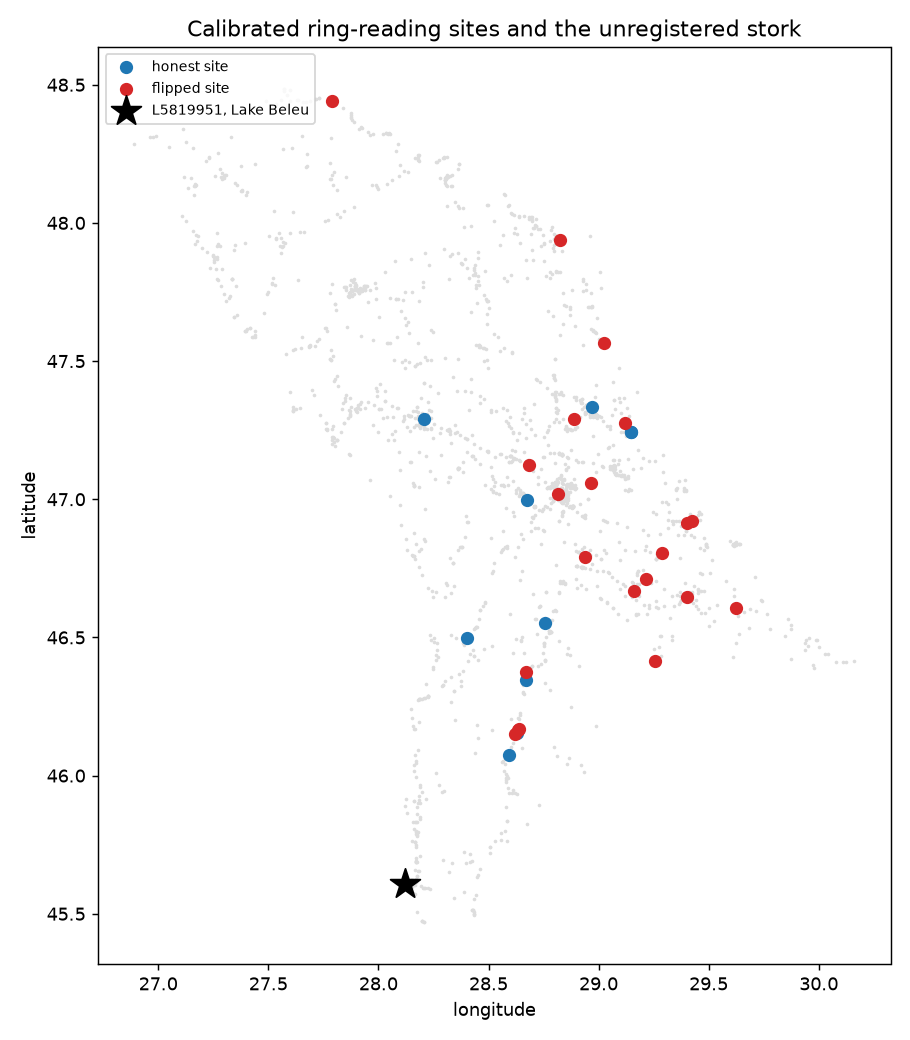 Calibrated ring-reading sites and the unregistered stork
honest site
flipped site
L5819951, Lake Beleu
48.5
48.0
47.5
47.0
46.5
46.0
45.5
latitude
27.0 27.5 28.0 28.5 29.0 29.5 30.0
longitude